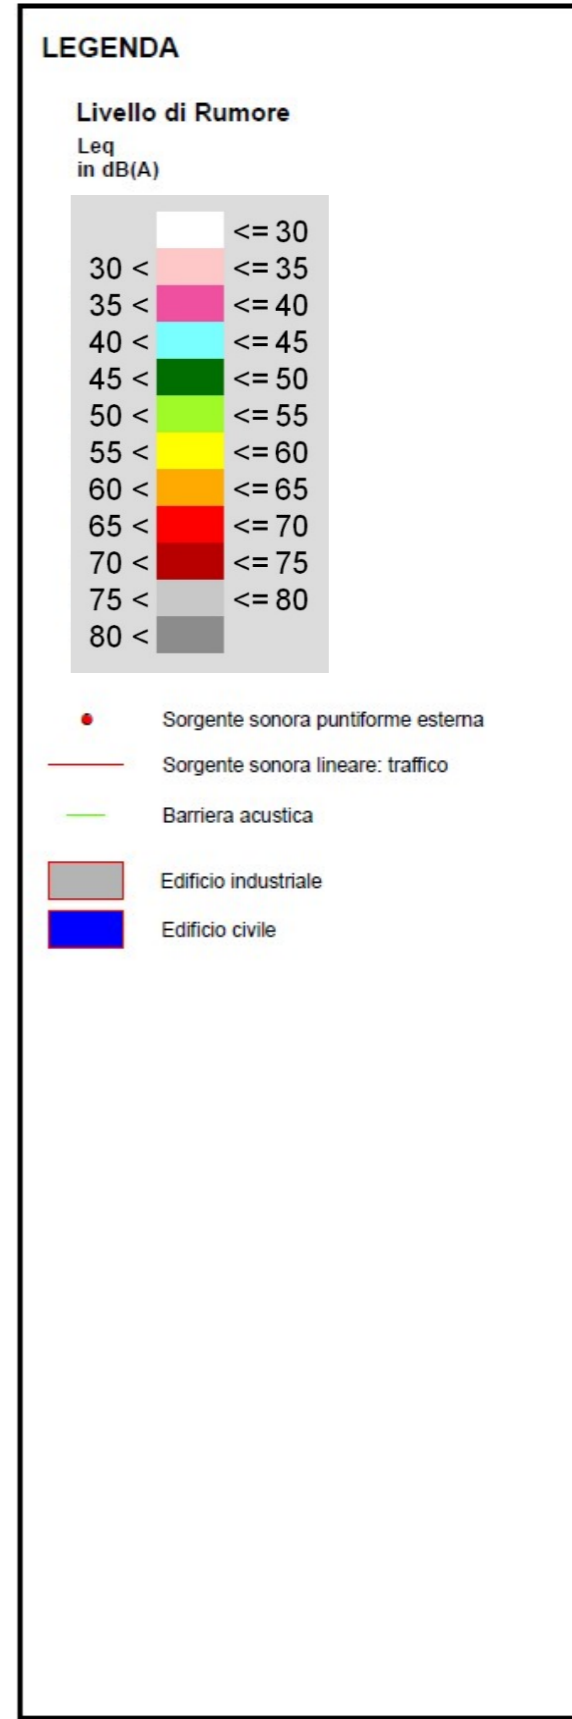 LEGENDA
Livello di Rumore
Leq
in dB(A)
<= 30
30 < <= 35
35 < <= 40
40 < <= 45
45 < <= 50
50 < <= 55
55 < <= 60
60 < <= 65
65 < <= 70
70 < <= 75
75 < <= 80
80 <
Sorgente sonora puntiforme esterna
Sorgente sonora lineare: traffico
Barriera acustica
Edificio industriale
Edificio civile